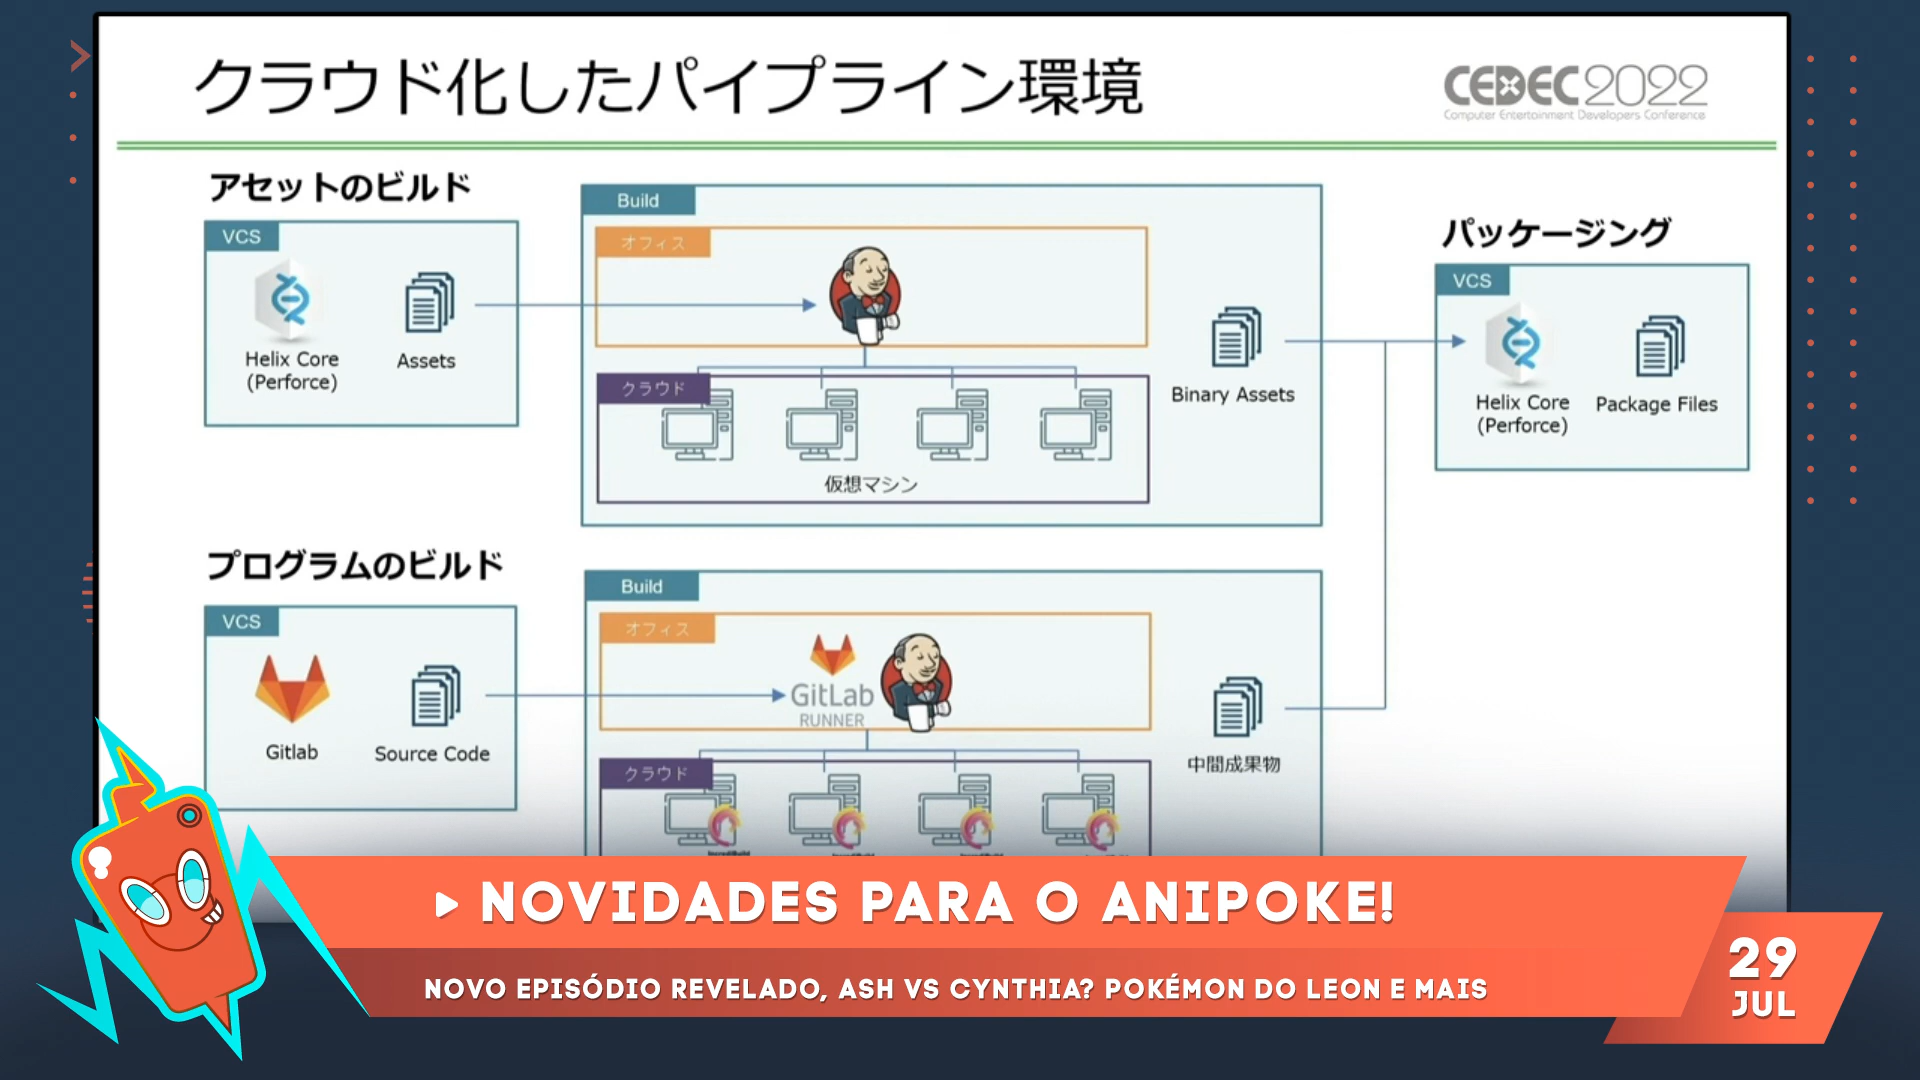 クラウド化したパイプライン環境
CEDEC2022
Computer Entertainment Developers Conference
アセットのビルド
VCS
Helix Core
(Perforce)
Assets
Build
オフィス
クラウド
仮想マシン
Binary Assets
パッケージング
VCS
Helix Core
(Perforce)
Package Files
プログラムのビルド
VCS
Gitlab
Source Code
Build
オフィス
GitLab
RUNNER
クラウド
中間成果物
NOVIDADES PARA O ANIPOKE!
NOVO EPISÓDIO REVELADO, ASH VS CYNTHIA? POKÉMON DO LEON E MAIS
29
JUL